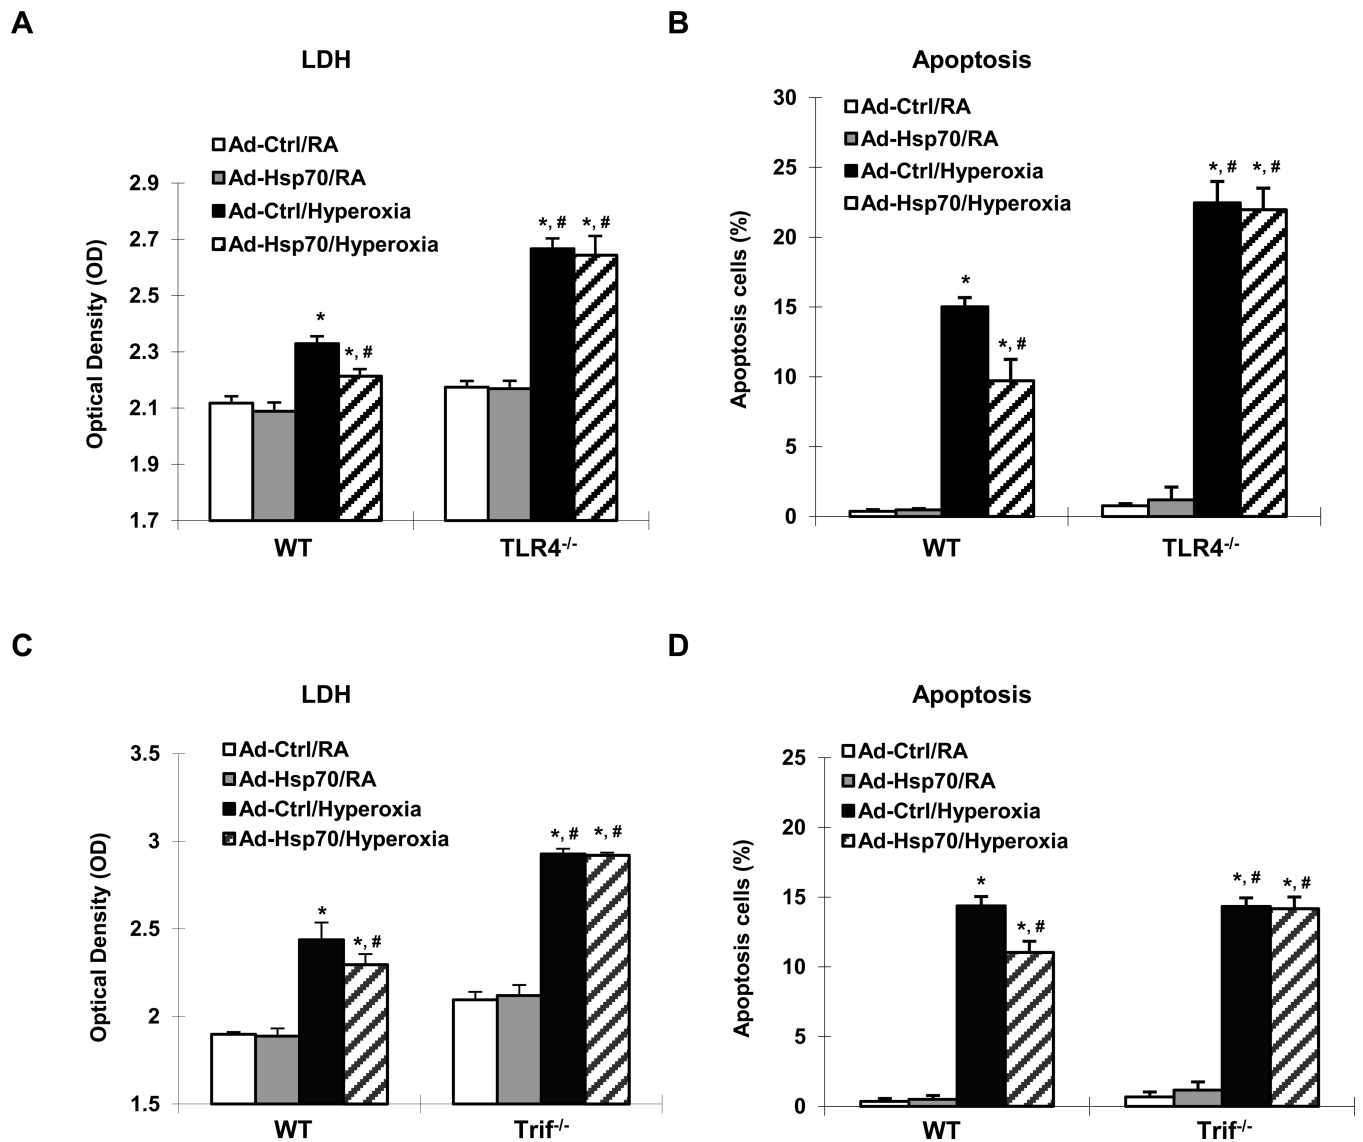 A
LDH
Ad-Ctrl/RA
Ad-Hsp70/RA
Ad-Ctrl/Hyperoxia
Ad-Hsp70/Hyperoxia
Optical Density (OD)
2.9
2.7
2.5
2.3
2.1
1.9
1.7
*
*, #
*, #
*, #
WT
TLR4-/-
B
Apoptosis
Ad-Ctrl/RA
Ad-Hsp70/RA
Ad-Ctrl/Hyperoxia
Ad-Hsp70/Hyperoxia
Apoptosis cells (%)
30
25
20
15
10
5
0
*
*, #
*, #
*, #
WT
TLR4-/-
C
LDH
Ad-Ctrl/RA
Ad-Hsp70/RA
Ad-Ctrl/Hyperoxia
Ad-Hsp70/Hyperoxia
Optical Density (OD)
3.5
3
2.5
2
1.5
*
*, #
*, #
*, #
WT
Trif-/-
D
Apoptosis
Ad-Ctrl/RA
Ad-Hsp70/RA
Ad-Ctrl/Hyperoxia
Ad-Hsp70/Hyperoxia
Apoptosis cells (%)
25
20
15
10
5
0
*
*, #
*, #
*, #
WT
Trif-/-